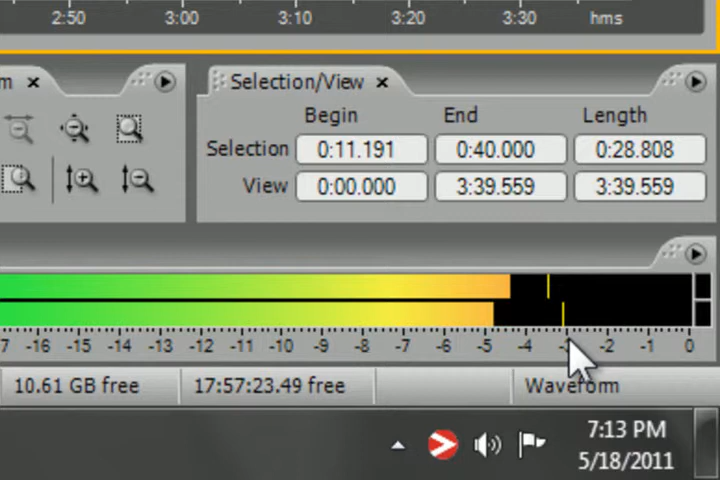 2:50 3:00 3:10 3:20 3:30 hms
m Selection/View
Begin End Length
Selection 0:11.191 0:40.000 0:28.808
View 0:00.000 3:39.559 3:39.559
7 -16 -15 -14 -13 -12 -11 -10 -9 -8 -7 -6 -5 -4 -3 -2 -1 0
10.61 GB free 17:57:23.49 free Waveform
7:13 PM
5/18/2011